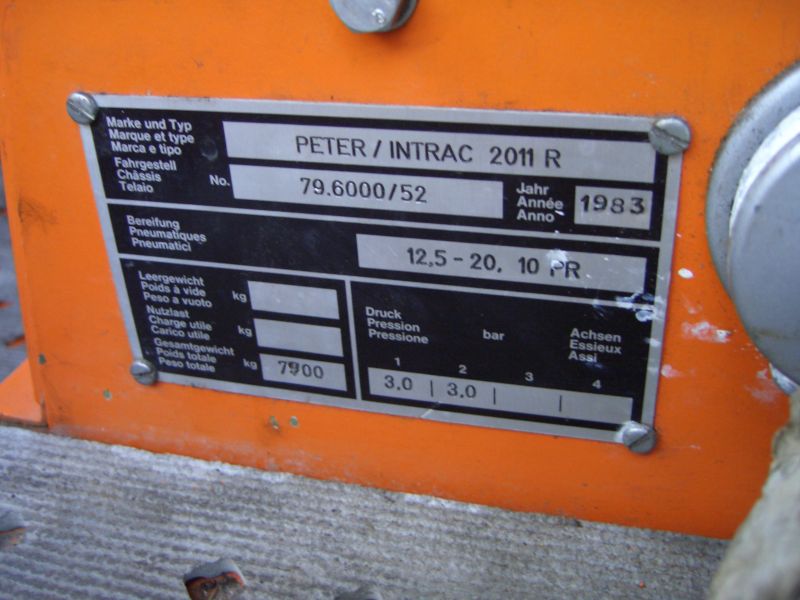 Marke und Typ
Marque et type
Marca e tipo
PETER / INTRAC 2011 R
Fahrgestell
Châssis
Telaio
No.
79.6000/52
Jahr
Année
Anno
1983
Bereifung
Pneumatiques
Pneumatici
12,5 - 20, 10 PR
Leergewicht
Poids à vide
Peso a vuoto
kg
Nutzlast
Charge utile
Carico utile
kg
Gesamtgewicht
Poids totale
Peso totale
kg
7900
Druck
Pression
Pressione
bar
Achsen
Essieux
Assi
1 2 3 4
3.0 | 3.0 | |